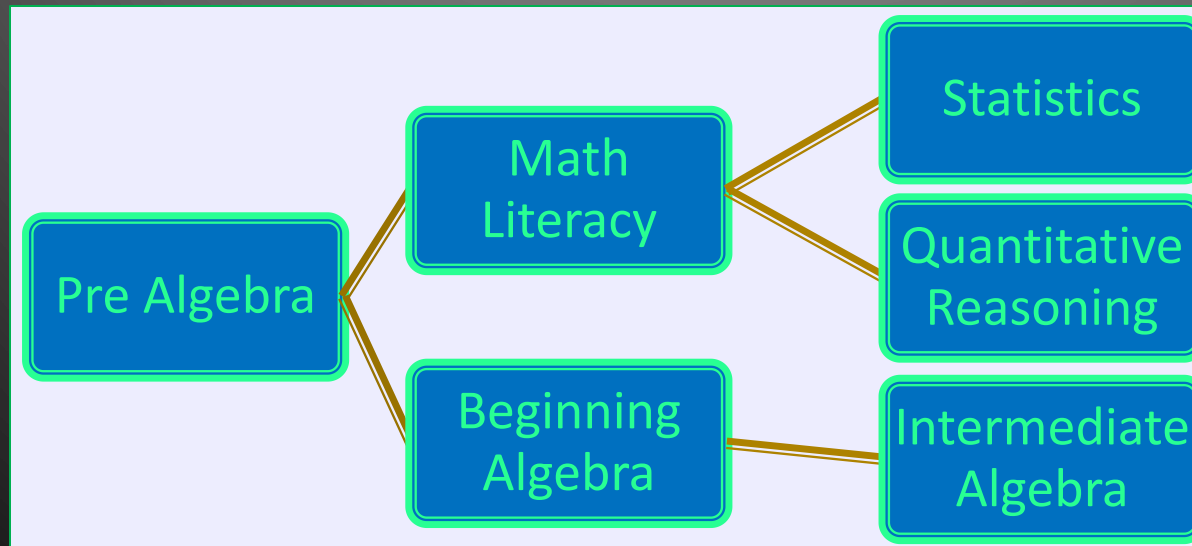 Pre Algebra
Math
Literacy
Beginning
Algebra
Statistics
Quantitative
Reasoning
Intermediate
Algebra